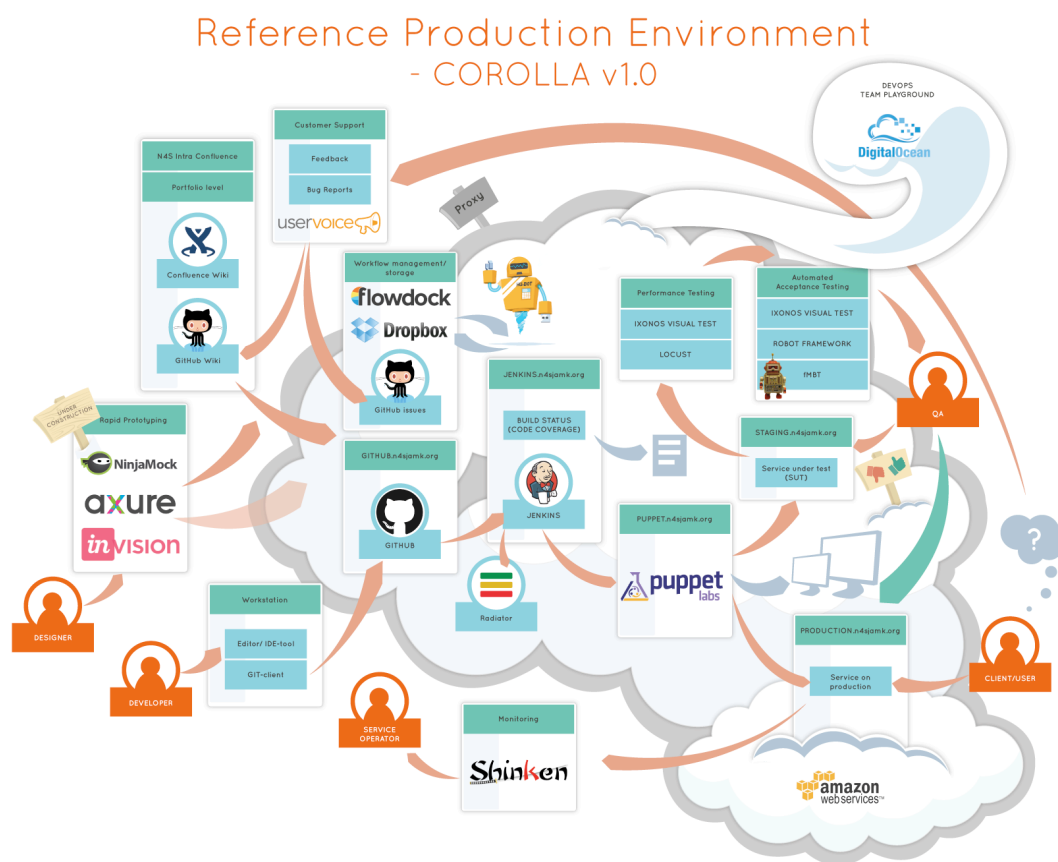 Reference Production Environment
- COROLLA v1.0
DEVOPS
TEAM PLAYGROUND
DigitalOcean
Customer Support
Feedback
Bug Reports
uservoice
N4S Intra Confluence
Portfolio level
Confluence Wiki
GitHub Wiki
Proxy
Workflow management/
storage
flowdock
Dropbox
GitHub issues
Performance Testing
IXONOS VISUAL TEST
LOCUST
Automated
Acceptance Testing
IXONOS VISUAL TEST
ROBOT FRAMEWORK
fMBT
QA
UNDER
CONSTRUCTION
Rapid Prototyping
NinjaMock
axure
invision
JENKINS.n4sjamk.org
BUILD STATUS
(CODE COVERAGE)
JENKINS
GITHUB.n4sjamk.org
GITHUB
STAGING.n4sjamk.org
Service under test
(SUT)
PUPPET.n4sjamk.org
puppet
labs
?
Radiator
DESIGNER
Workstation
Editor/ IDE-tool
GIT-client
DEVELOPER
PRODUCTION.n4sjamk.org
Service on
production
CLIENT/USER
SERVICE
OPERATOR
Monitoring
Shinken
amazon
webservices™